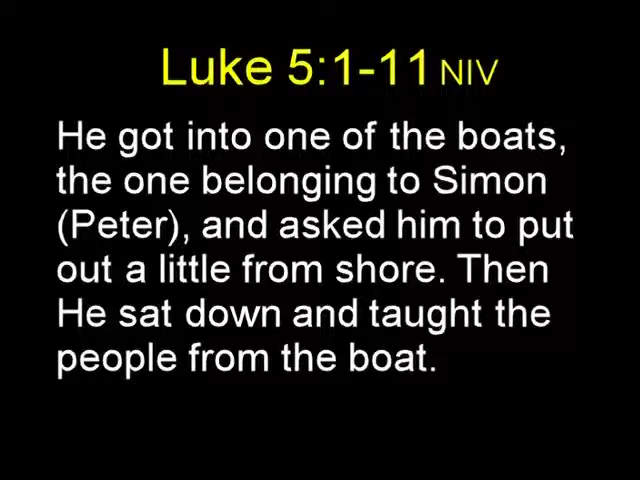 Luke 5:1-11 NIV
He got into one of the boats,
the one belonging to Simon
(Peter), and asked him to put
out a little from shore. Then
He sat down and taught the
people from the boat.